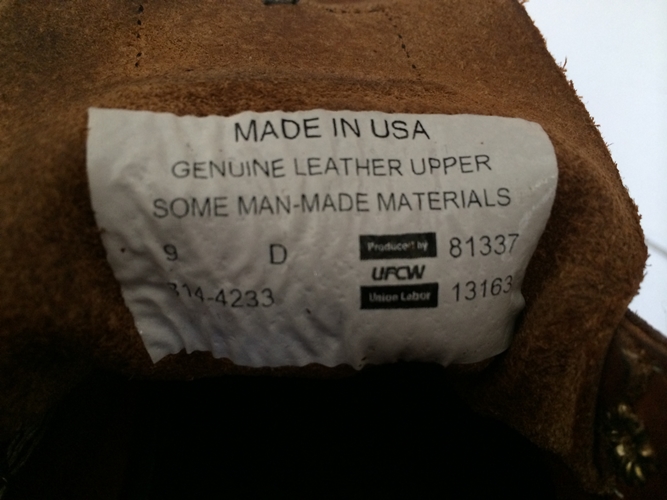 MADE IN USA
GENUINE LEATHER UPPER
SOME MAN-MADE MATERIALS
9 D Produced by 81337
UFCW
814-4233 Union Labor 13163